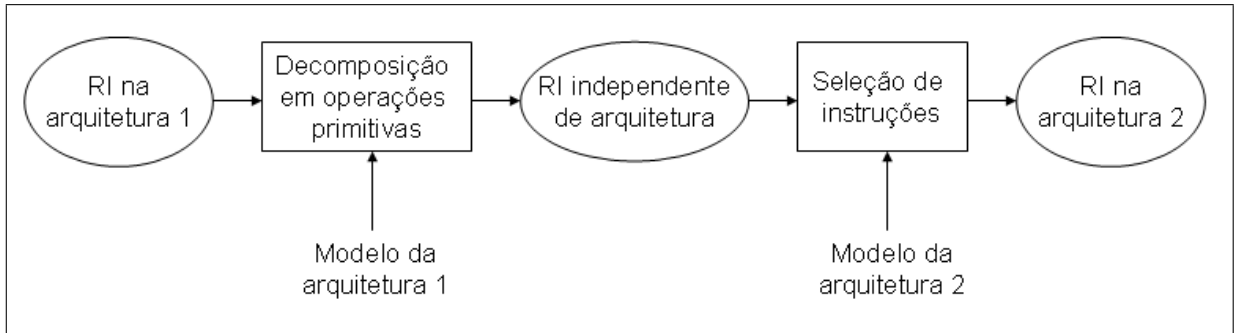 RI na
arquitetura 1
Decomposição
em operações
primitivas
RI independente
de arquitetura
Seleção de
instruções
RI na
arquitetura 2
Modelo da
arquitetura 1
Modelo da
arquitetura 2